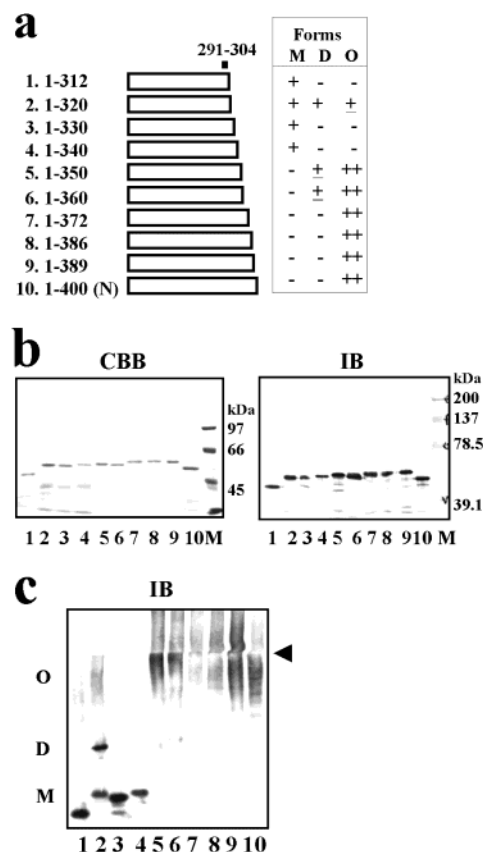 a
291-304
Forms
M D O
1. 1-312 + - -
2. 1-320 + + ±
3. 1-330 + - -
4. 1-340 + - -
5. 1-350 - ± ++
6. 1-360 - ± ++
7. 1-372 - - ++
8. 1-386 - - ++
9. 1-389 - - ++
10. 1-400 (N) - - ++
b
CBB IB
kDa
97
66
45
kDa
200
137
78.5
39.1
1 2 3 4 5 6 7 8 9 10 M
1 2 3 4 5 6 7 8 9 10 M
c
IB
O
D
M
1 2 3 4 5 6 7 8 9 10